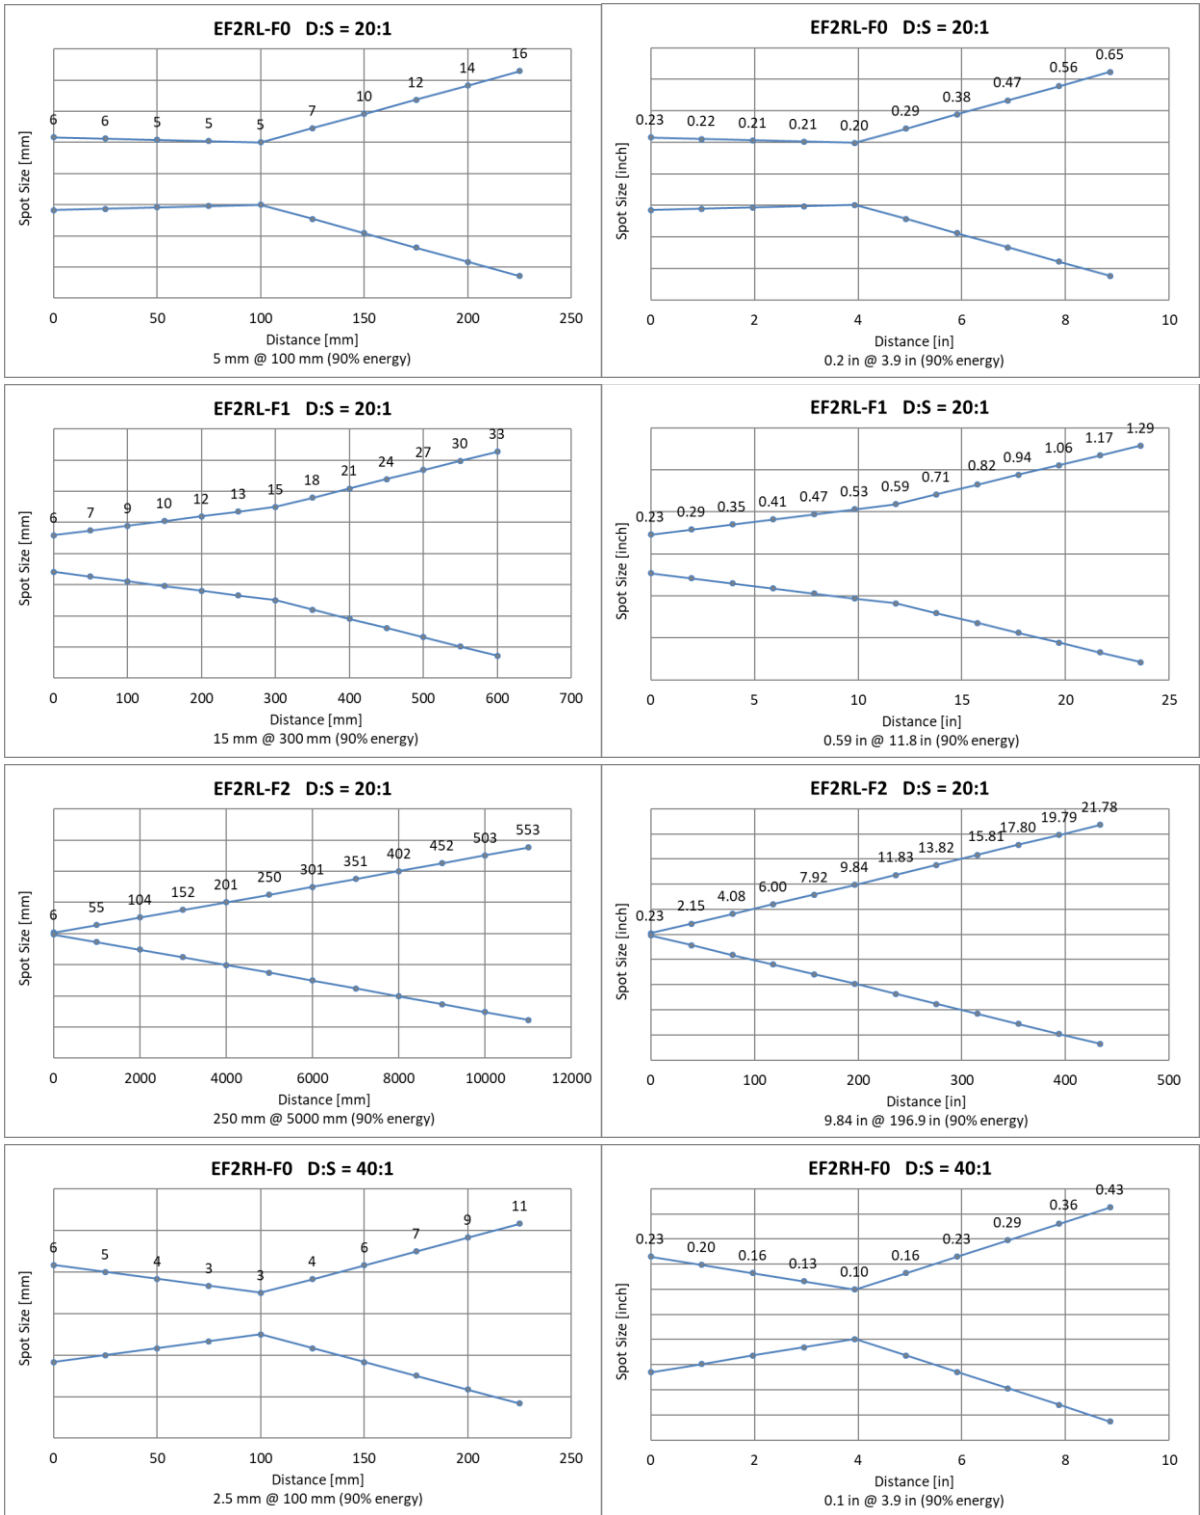 EF2RL-F0 D:S = 20:1
16
14
12
10
7
6 6 5 5 5
Spot Size [mm]
0 50 100 150 200 250
Distance [mm]
5 mm @ 100 mm (90% energy)
EF2RL-F0 D:S = 20:1
0.65
0.56
0.47
0.38
0.29
0.23 0.22 0.21 0.21 0.20
Spot Size [inch]
0 2 4 6 8 10
Distance [in]
0.2 in @ 3.9 in (90% energy)
EF2RL-F1 D:S = 20:1
6 7 9 10 12 13 15 18 21 24 27 30 33
Spot Size [mm]
0 100 200 300 400 500 600 700
Distance [mm]
15 mm @ 300 mm (90% energy)
EF2RL-F1 D:S = 20:1
0.23 0.29 0.35 0.41 0.47 0.53 0.59 0.71 0.82 0.94 1.06 1.17 1.29
Spot Size [inch]
0 5 10 15 20 25
Distance [in]
0.59 in @ 11.8 in (90% energy)
EF2RL-F2 D:S = 20:1
6 55 104 152 201 250 301 351 402 452 503 553
Spot Size [mm]
0 2000 4000 6000 8000 10000 12000
Distance [mm]
250 mm @ 5000 mm (90% energy)
EF2RL-F2 D:S = 20:1
0.23 2.15 4.08 6.00 7.92 9.84 11.83 13.82 15.81 17.80 19.79 21.78
Spot Size [inch]
0 100 200 300 400 500
Distance [in]
9.84 in @ 196.9 in (90% energy)
EF2RH-F0 D:S = 40:1
6 5 4 3 3 4 6 7 9 11
Spot Size [mm]
0 50 100 150 200 250
Distance [mm]
2.5 mm @ 100 mm (90% energy)
EF2RH-F0 D:S = 40:1
0.23 0.20 0.16 0.13 0.10 0.16 0.23 0.29 0.36 0.43
Spot Size [inch]
0 2 4 6 8 10
Distance [in]
0.1 in @ 3.9 in (90% energy)